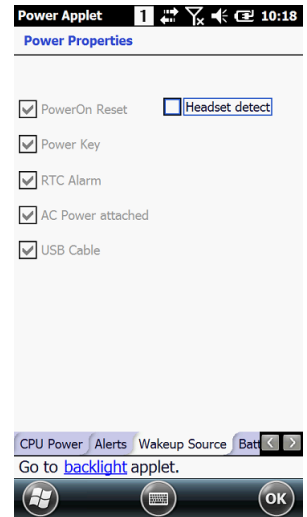 Power Applet 1 10:18
Power Properties
PowerOn Reset Headset detect
Power Key
RTC Alarm
AC Power attached
USB Cable
CPU Power Alerts Wakeup Source Batt
Go to backlight applet.
OK